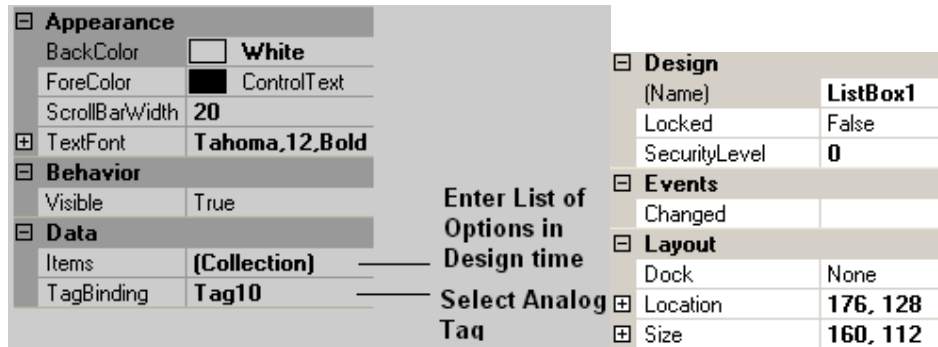 Appearance
BackColor White
ForeColor ControlText
ScrollBarWidth 20
TextFont Tahoma,12,Bold
Behavior
Visible True
Data
Items (Collection)
TagBinding Tag10
Enter List of
Options in
Design time
Select Analog
Tag
Design
(Name) ListBox1
Locked False
SecurityLevel 0
Events
Changed
Layout
Dock None
Location 176, 128
Size 160, 112